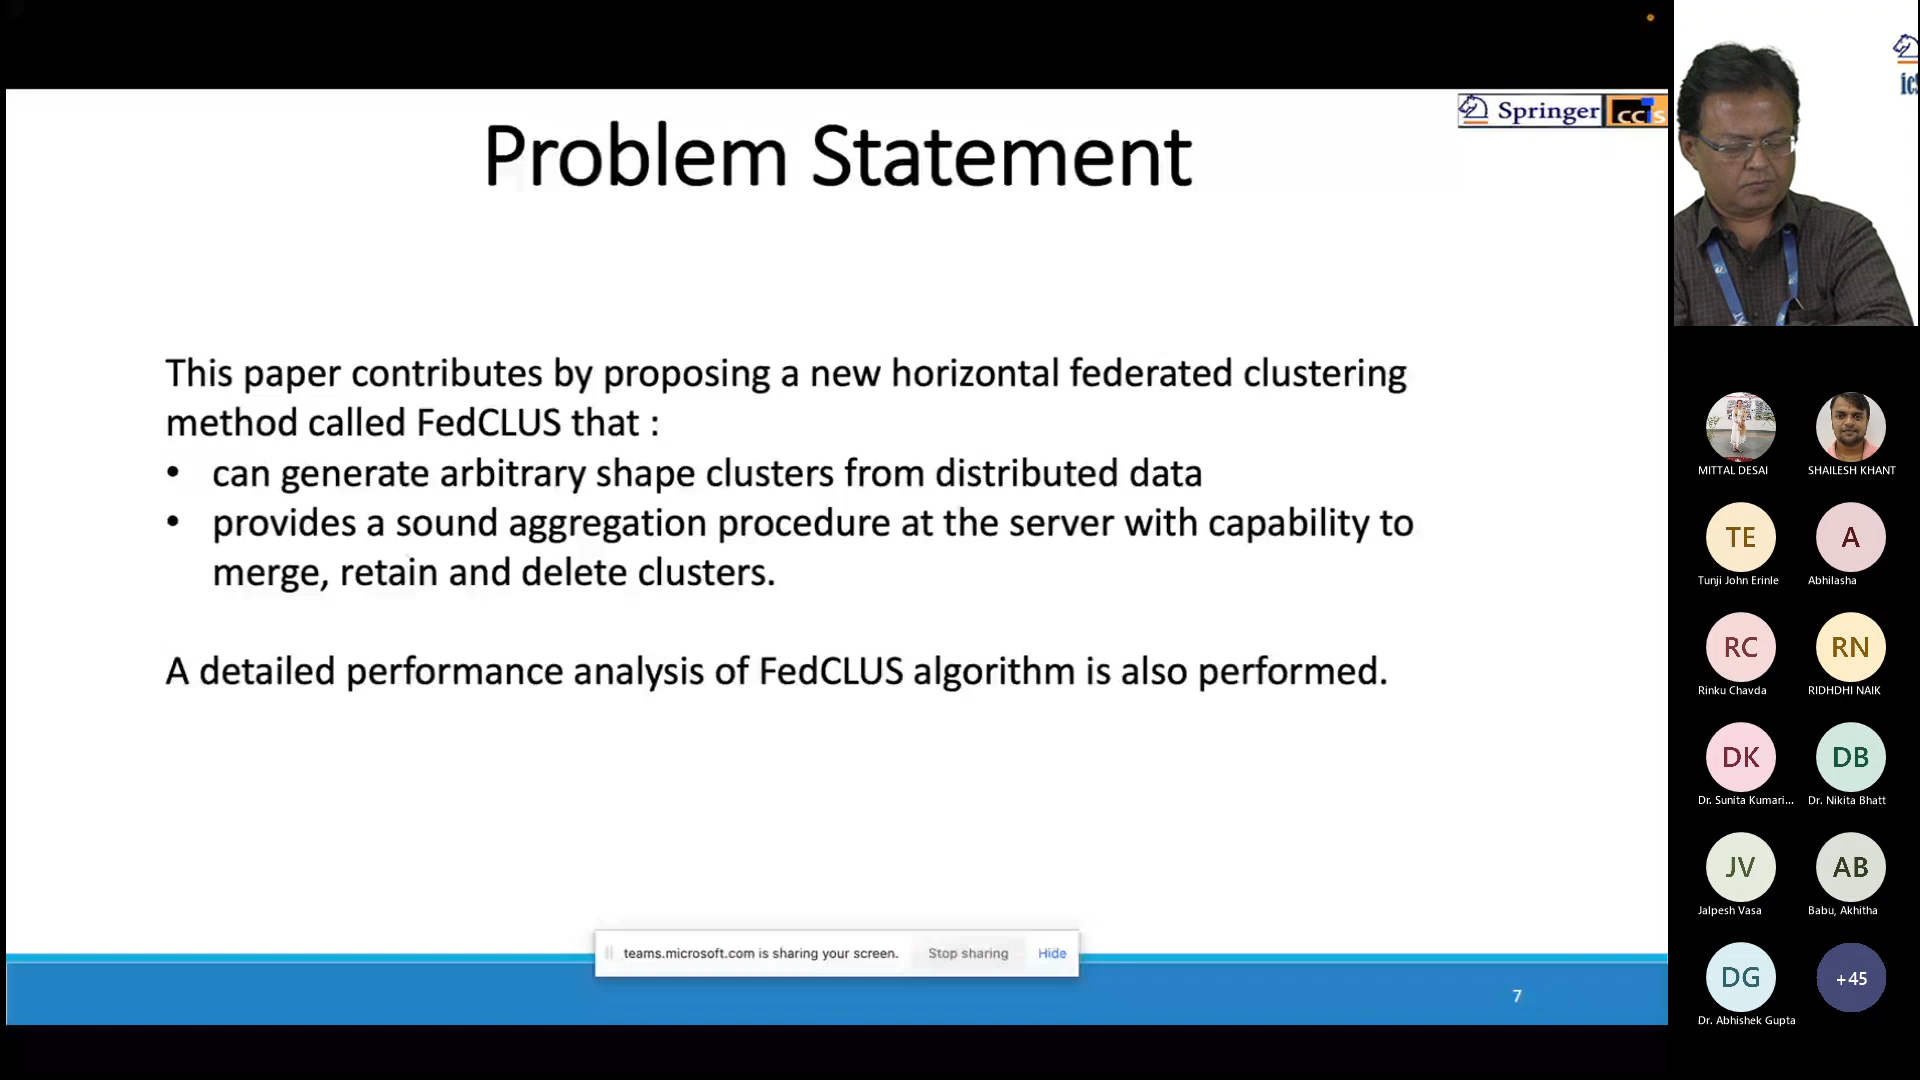 Problem Statement
Springer
CCIS
This paper contributes by proposing a new horizontal federated clustering
method called FedCLUS that :
• can generate arbitrary shape clusters from distributed data
• provides a sound aggregation procedure at the server with capability to
merge, retain and delete clusters.
A detailed performance analysis of FedCLUS algorithm is also performed.
teams.microsoft.com is sharing your screen. Stop sharing Hide
7
MITTAL DESAI
SHAILESH KHANT
TE
Tunji John Erinle
A
Abhilasha
RC
Rinku Chavda
RN
RIDHDHI NAIK
DK
Dr. Sunita Kumari...
DB
Dr. Nikita Bhatt
JV
Jalpesh Vasa
AB
Babu, Akhitha
DG
Dr. Abhishek Gupta
+45